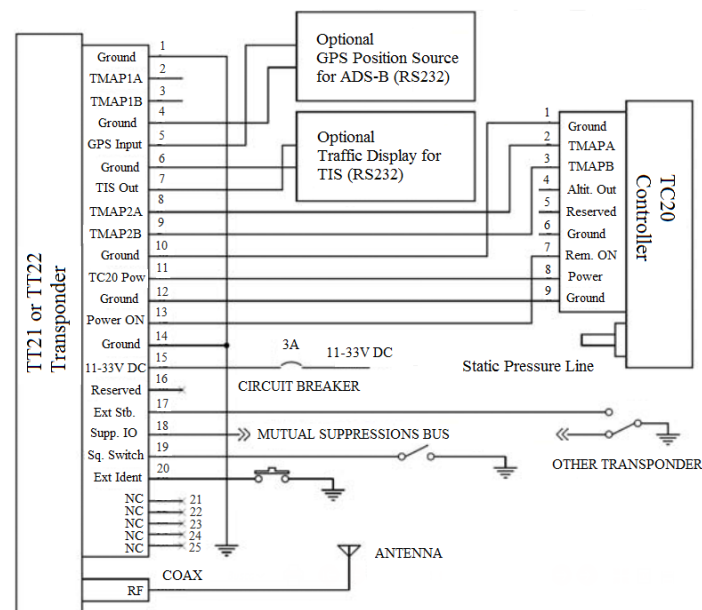 TT21 or TT22
Transponder
Ground 1
TMAP1A 2
TMAP1B 3
Ground 4
GPS Input 5
Ground 6
TIS Out 7
TMAP2A 8
TMAP2B 9
Ground 10
TC20 Pow 11
Ground 12
Power ON 13
Ground 14
11-33V DC 15
Reserved 16
Ext Stb. 17
Supp. IO 18
Sq. Switch 19
Ext Ident 20
NC 21
NC 22
NC 23
NC 24
NC 25
RF
COAX
ANTENNA
Optional
GPS Position Source
for ADS-B (RS232)
Optional
Traffic Display for
TIS (RS232)
1 Ground
2 TMAPA
3 TMAPB
4 Altit. Out
5 Reserved
6 Ground
7 Rem. ON
8 Power
9 Ground
TC20
Controller
Static Pressure Line
3A
11-33V DC
CIRCUIT BREAKER
MUTUAL SUPPRESSIONS BUS
OTHER TRANSPONDER